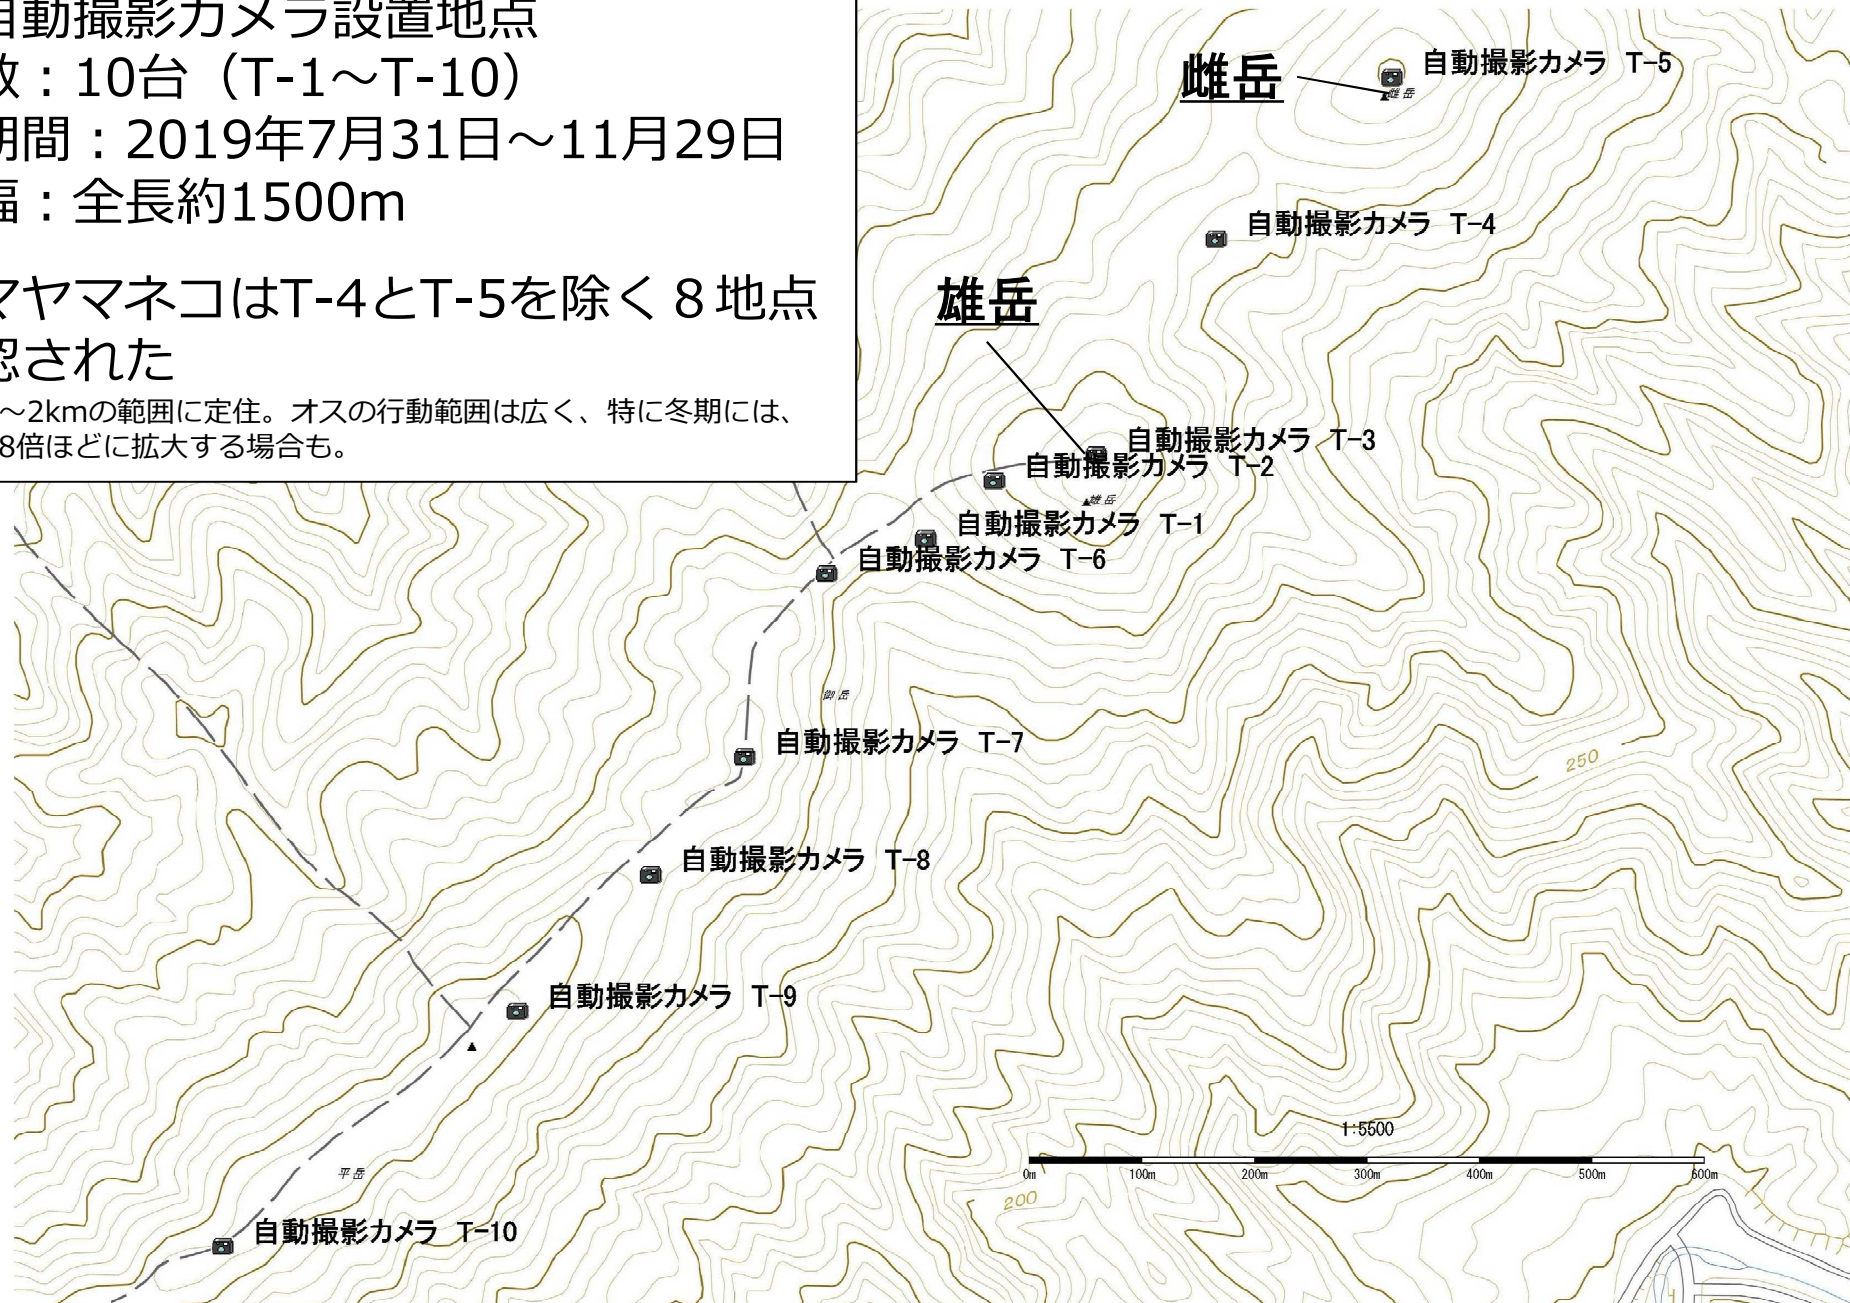 自動撮影カメラ設置地点
数：10台（T-1～T-10）
期間：2019年7月31日～11月29日
幅：全長約1500m
マヤマネコはT-4とT-5を除く８地点
認された
～2kmの範囲に定住。オスの行動範囲は広く、特に冬期には、
8倍ほどに拡大する場合も。
雌岳
自動撮影カメラ T-5
雌岳
自動撮影カメラ T-4
雄岳
自動撮影カメラ T-3
自動撮影カメラ T-2
雄岳
自動撮影カメラ T-1
自動撮影カメラ T-6
御岳
自動撮影カメラ T-7
250
自動撮影カメラ T-8
自動撮影カメラ T-9
1:5500
0m 100m 200m 300m 400m 500m 600m
平岳
200
自動撮影カメラ T-10